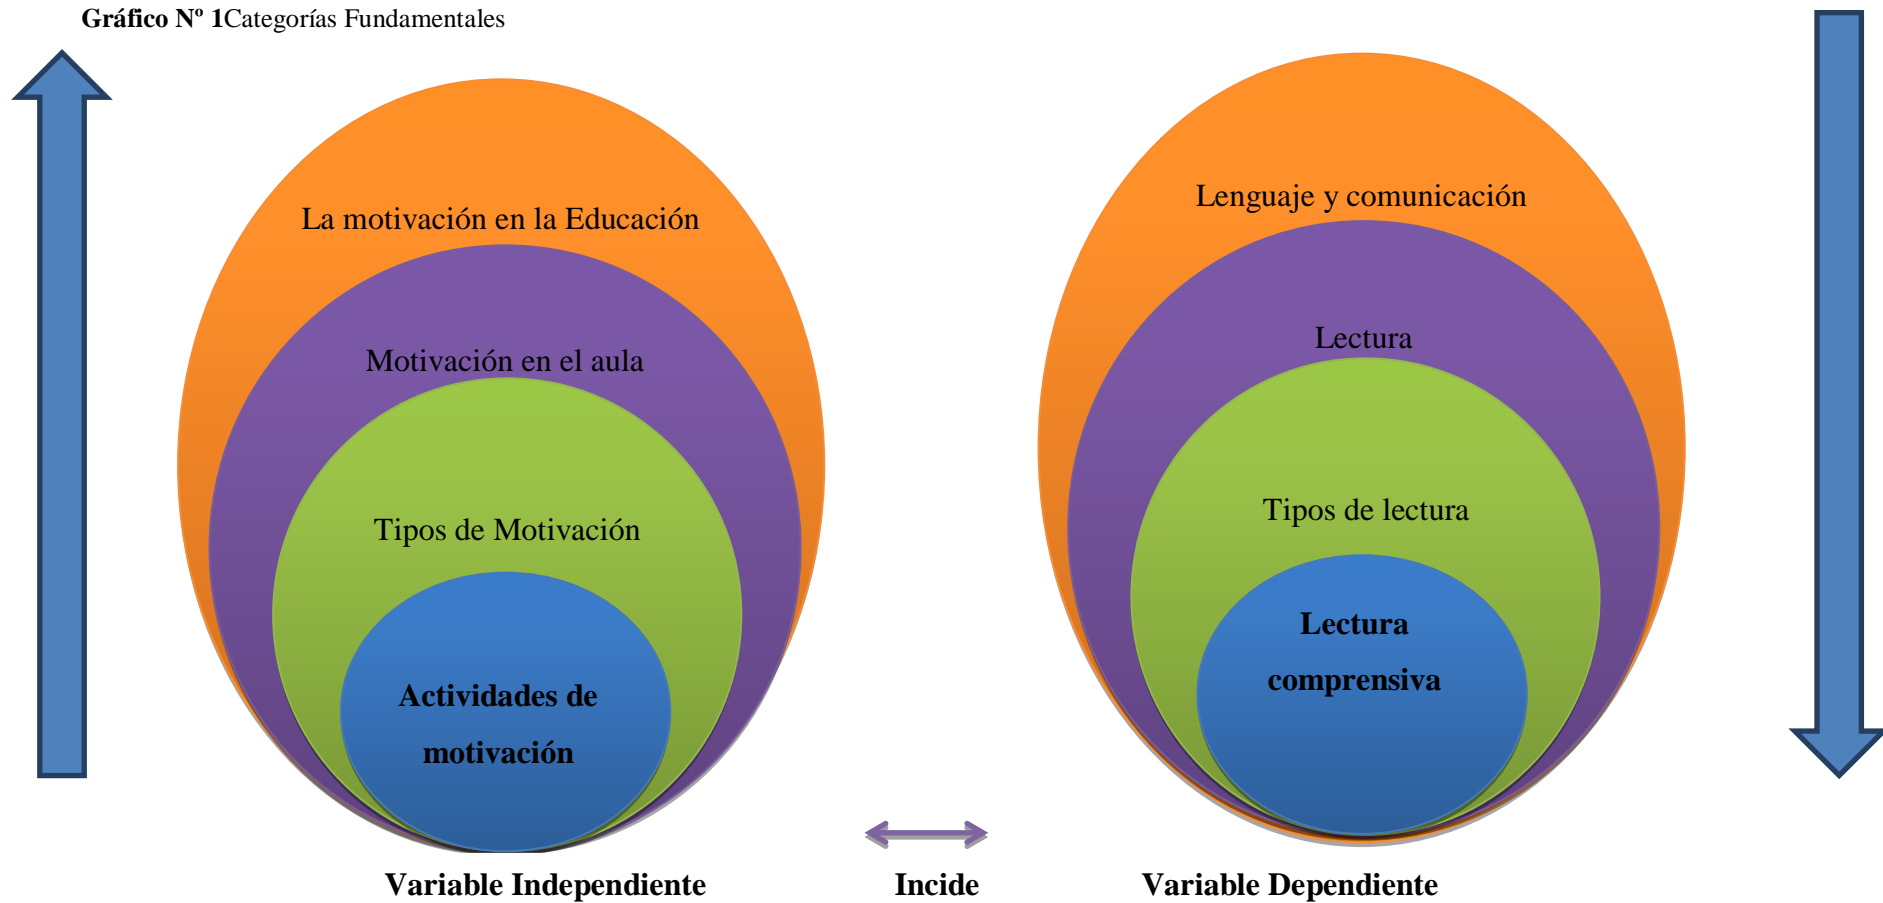 Gráfico Nº 1Categorías Fundamentales
La motivación en la Educación
Motivación en el aula
Tipos de Motivación
Actividades de
motivación
Lenguaje y comunicación
Lectura
Tipos de lectura
Lectura
comprensiva
Variable Independiente
Incide
Variable Dependiente